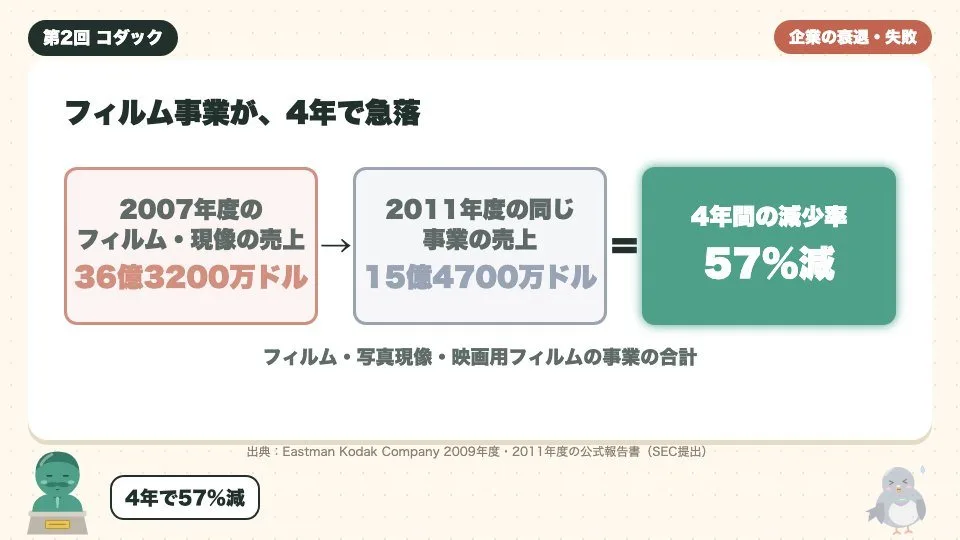 第2回 コダック
企業の衰退・失敗
フィルム事業が、4年で急落
2007年度の
フィルム・現像の売上
36億3200万ドル
→
2011年度の同じ
事業の売上
15億4700万ドル
=
4年間の減少率
57%減
フィルム・写真現像・映画用フィルムの事業の合計
出典：Eastman Kodak Company 2009年度・2011年度の公式報告書（SEC提出）
4年で57%減